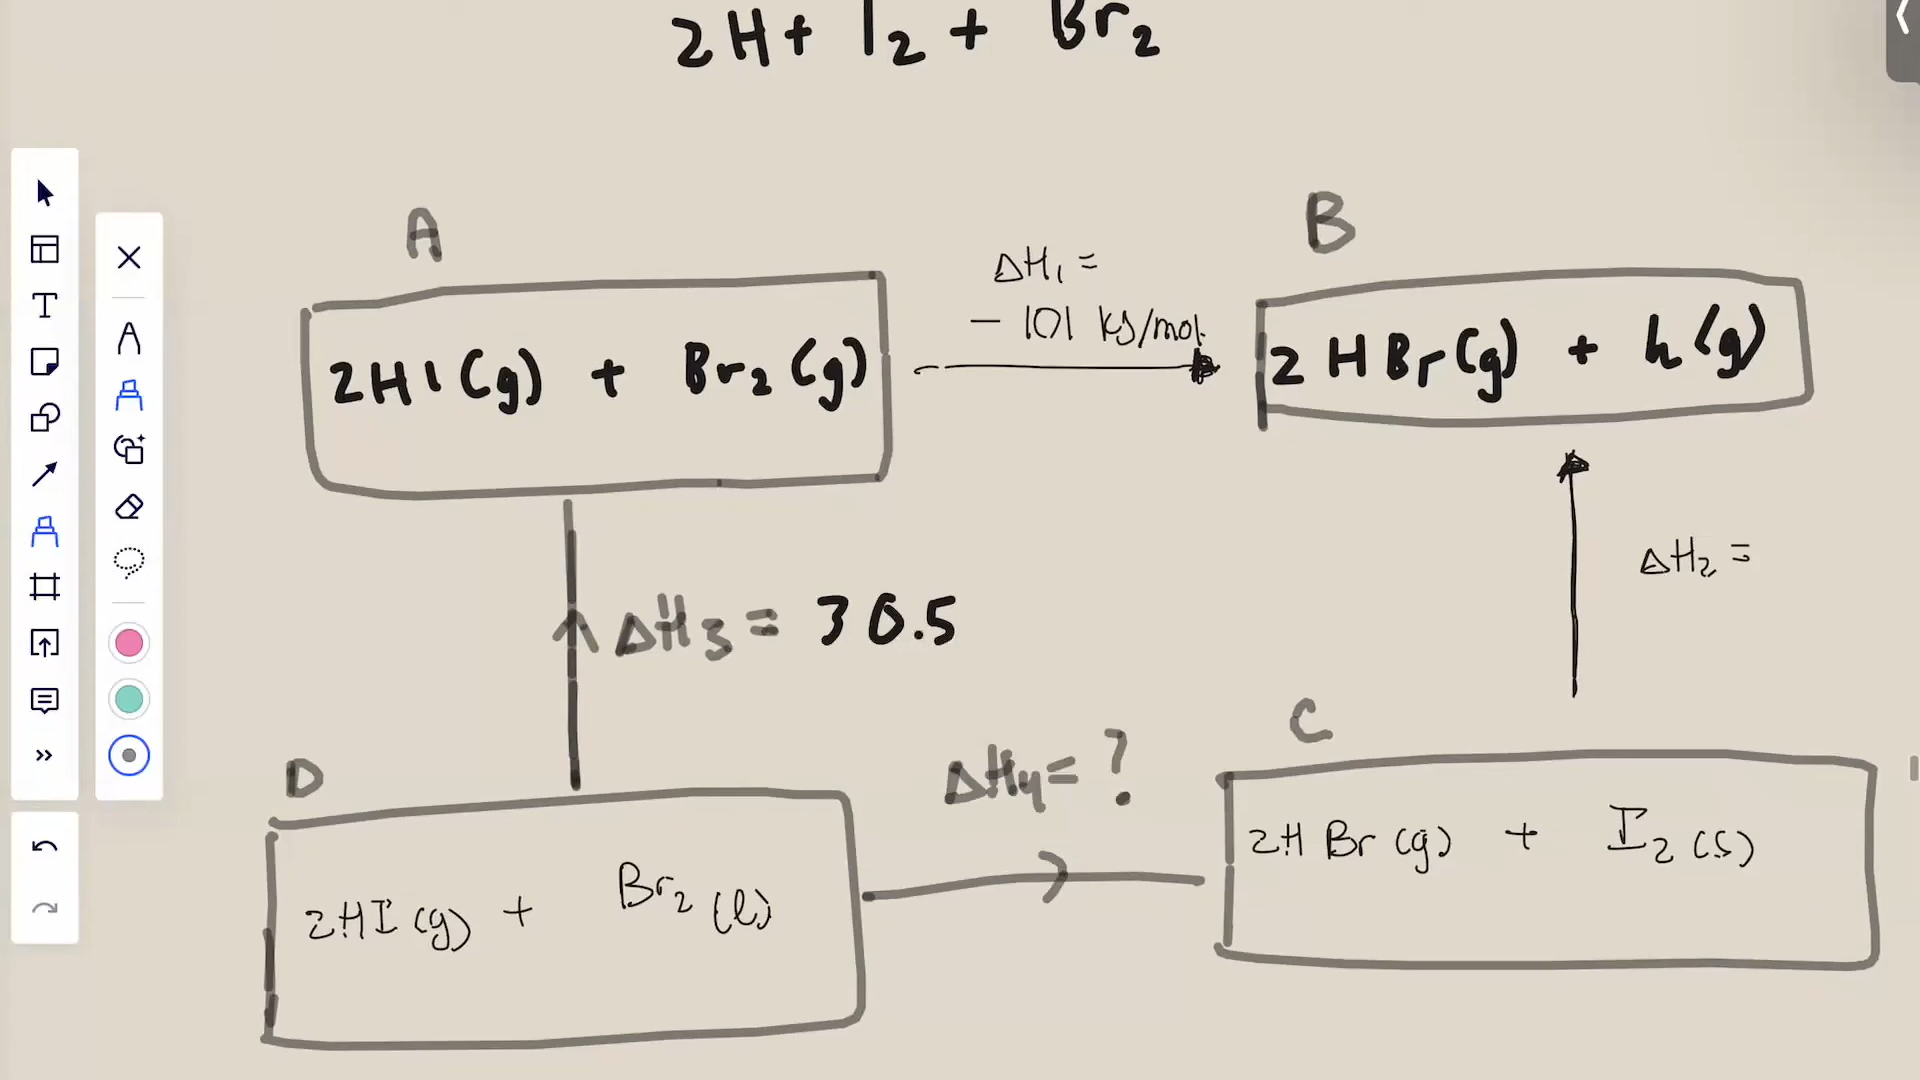 2H + I2 + Br2
A
B
ΔH1 =
- 101 kJ/mol
2HI(g) + Br2(g)
2HBr(g) + I2(g)
ΔH2 =
ΔH3 = 30.5
C
D
ΔH4 = ?
2HBr(g) + I2(s)
2HI(g) + Br2(l)
T